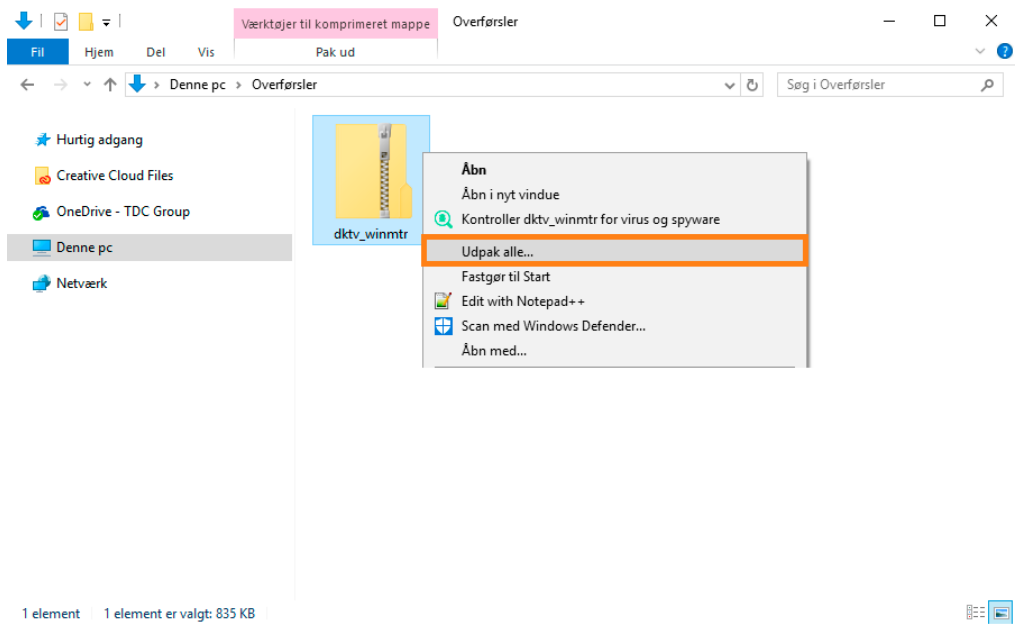 Værktøjer til komprimeret mappe
Overførsler
Fil
Hjem
Del
Vis
Pak ud
?
Denne pc > Overførsler
Søg i Overførsler
Hurtig adgang
Creative Cloud Files
OneDrive - TDC Group
Denne pc
Netværk
dktv_winmtr
Åbn
Åbn i nyt vindue
Kontroller dktv_winmtr for virus og spyware
Udpak alle...
Fastgør til Start
Edit with Notepad++
Scan med Windows Defender...
Åbn med...
1 element
1 element er valgt: 835 KB